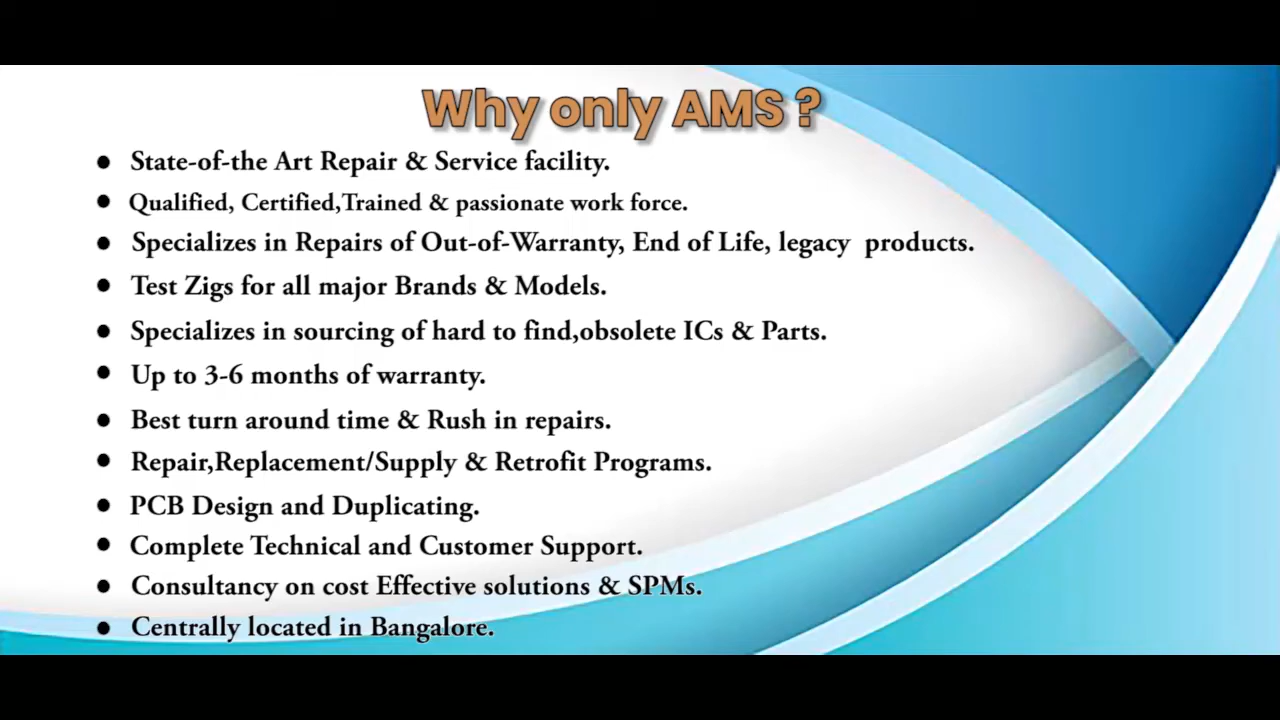 Why only AMS ?
● State-of-the Art Repair & Service facility.
● Qualified, Certified,Trained & passionate work force.
● Specializes in Repairs of Out-of-Warranty, End of Life, legacy products.
● Test Zigs for all major Brands & Models.
● Specializes in sourcing of hard to find,obsolete ICs & Parts.
● Up to 3-6 months of warranty.
● Best turn around time & Rush in repairs.
● Repair,Replacement/Supply & Retrofit Programs.
● PCB Design and Duplicating.
● Complete Technical and Customer Support.
● Consultancy on cost Effective solutions & SPMs.
● Centrally located in Bangalore.